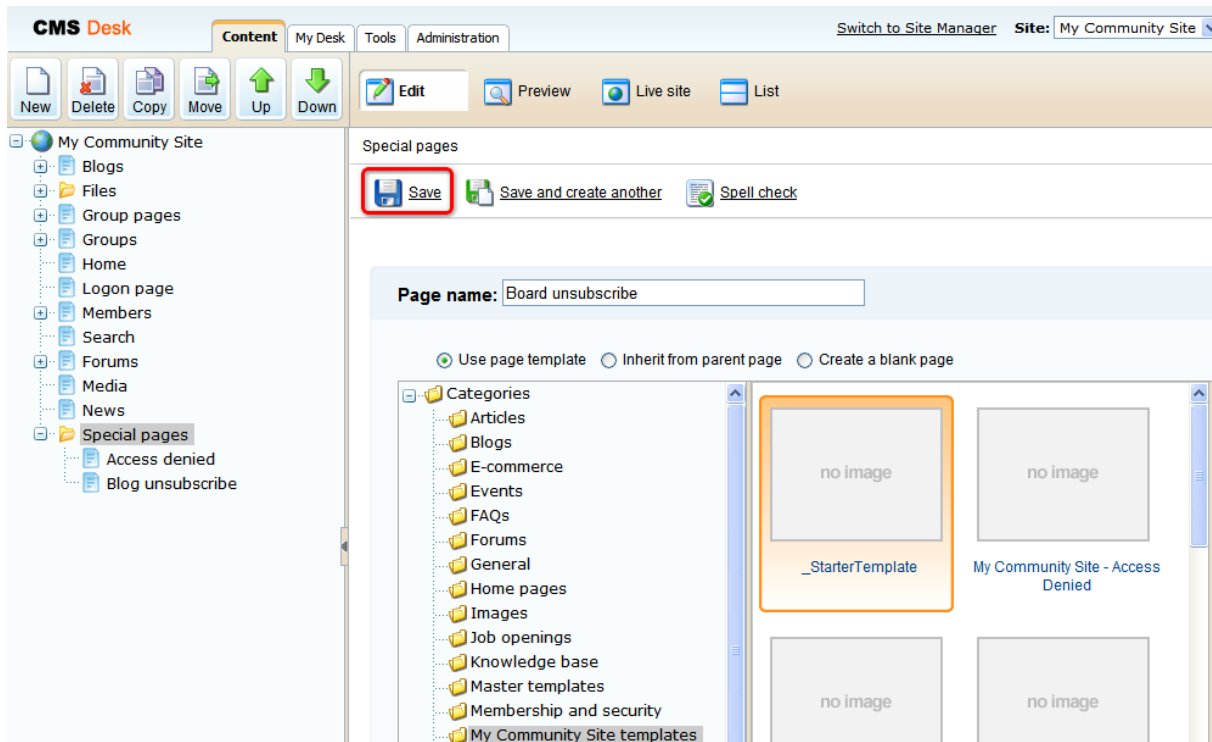 CMS Desk
Content
My Desk
Tools
Administration
Switch to Site Manager
Site: My Community Site
New
Delete
Copy
Move
Up
Down
Edit
Preview
Live site
List
My Community Site
Blogs
Files
Group pages
Groups
Home
Logon page
Members
Search
Forums
Media
News
Special pages
Access denied
Blog unsubscribe
Special pages
Save
Save and create another
Spell check
Page name: Board unsubscribe
Use page template
Inherit from parent page
Create a blank page
Categories
Articles
Blogs
E-commerce
Events
FAQs
Forums
General
Home pages
Images
Job openings
Knowledge base
Master templates
Membership and security
My Community Site templates
no image
_StarterTemplate
no image
My Community Site - Access
Denied
no image
no image